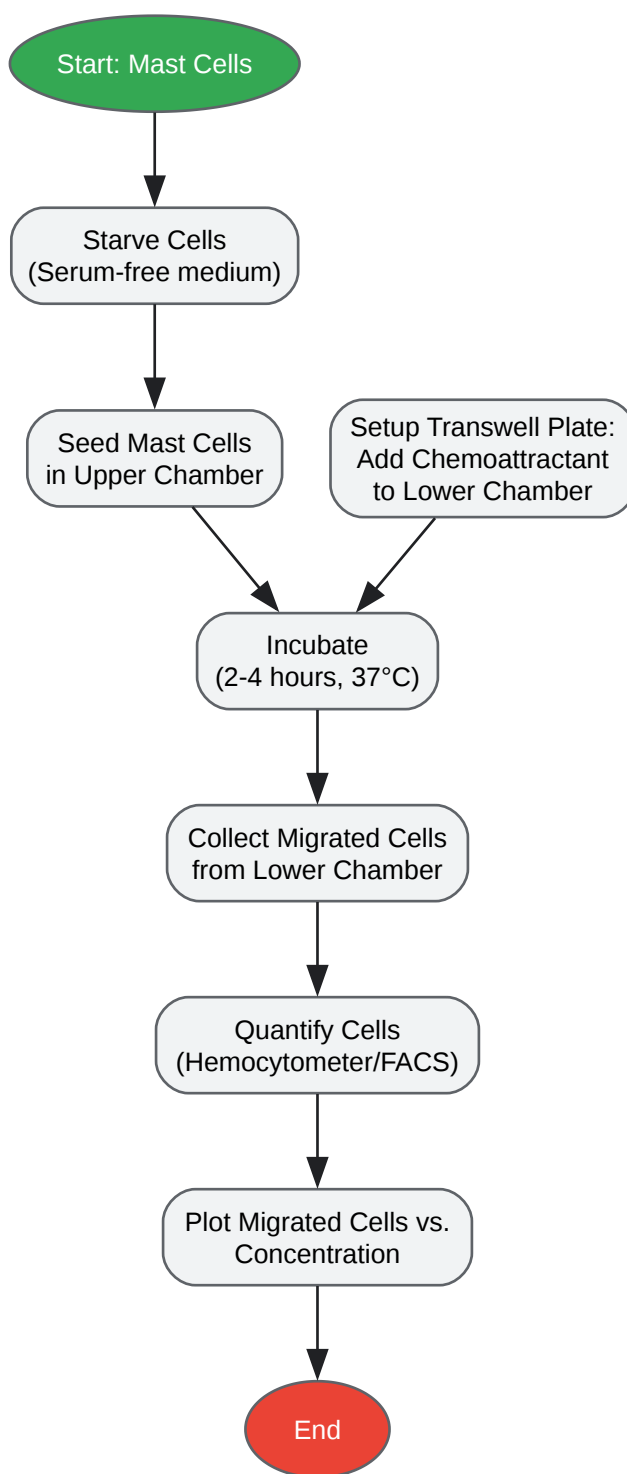 Start: Mast Cells
Starve Cells
(Serum-free medium)
Seed Mast Cells
in Upper Chamber
Setup Transwell Plate:
Add Chemoattractant
to Lower Chamber
Incubate
(2-4 hours, 37°C)
Collect Migrated Cells
from Lower Chamber
Quantify Cells
(Hemocytometer/FACS)
Plot Migrated Cells vs.
Concentration
End